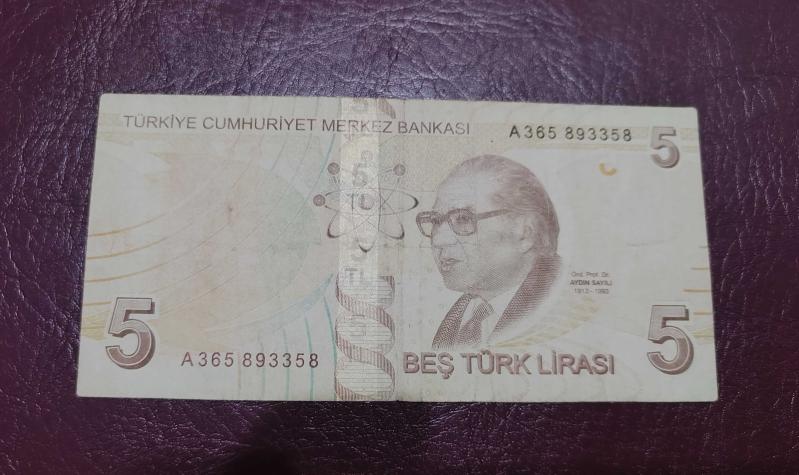 TÜRKİYE CUMHURİYET MERKEZ BANKASI
A365 893358
5
5
TL
Ord. Prof. Dr.
AYDIN SAYILI
1913 - 1993
5
A365 893358
BEŞ TÜRK LİRASI
5